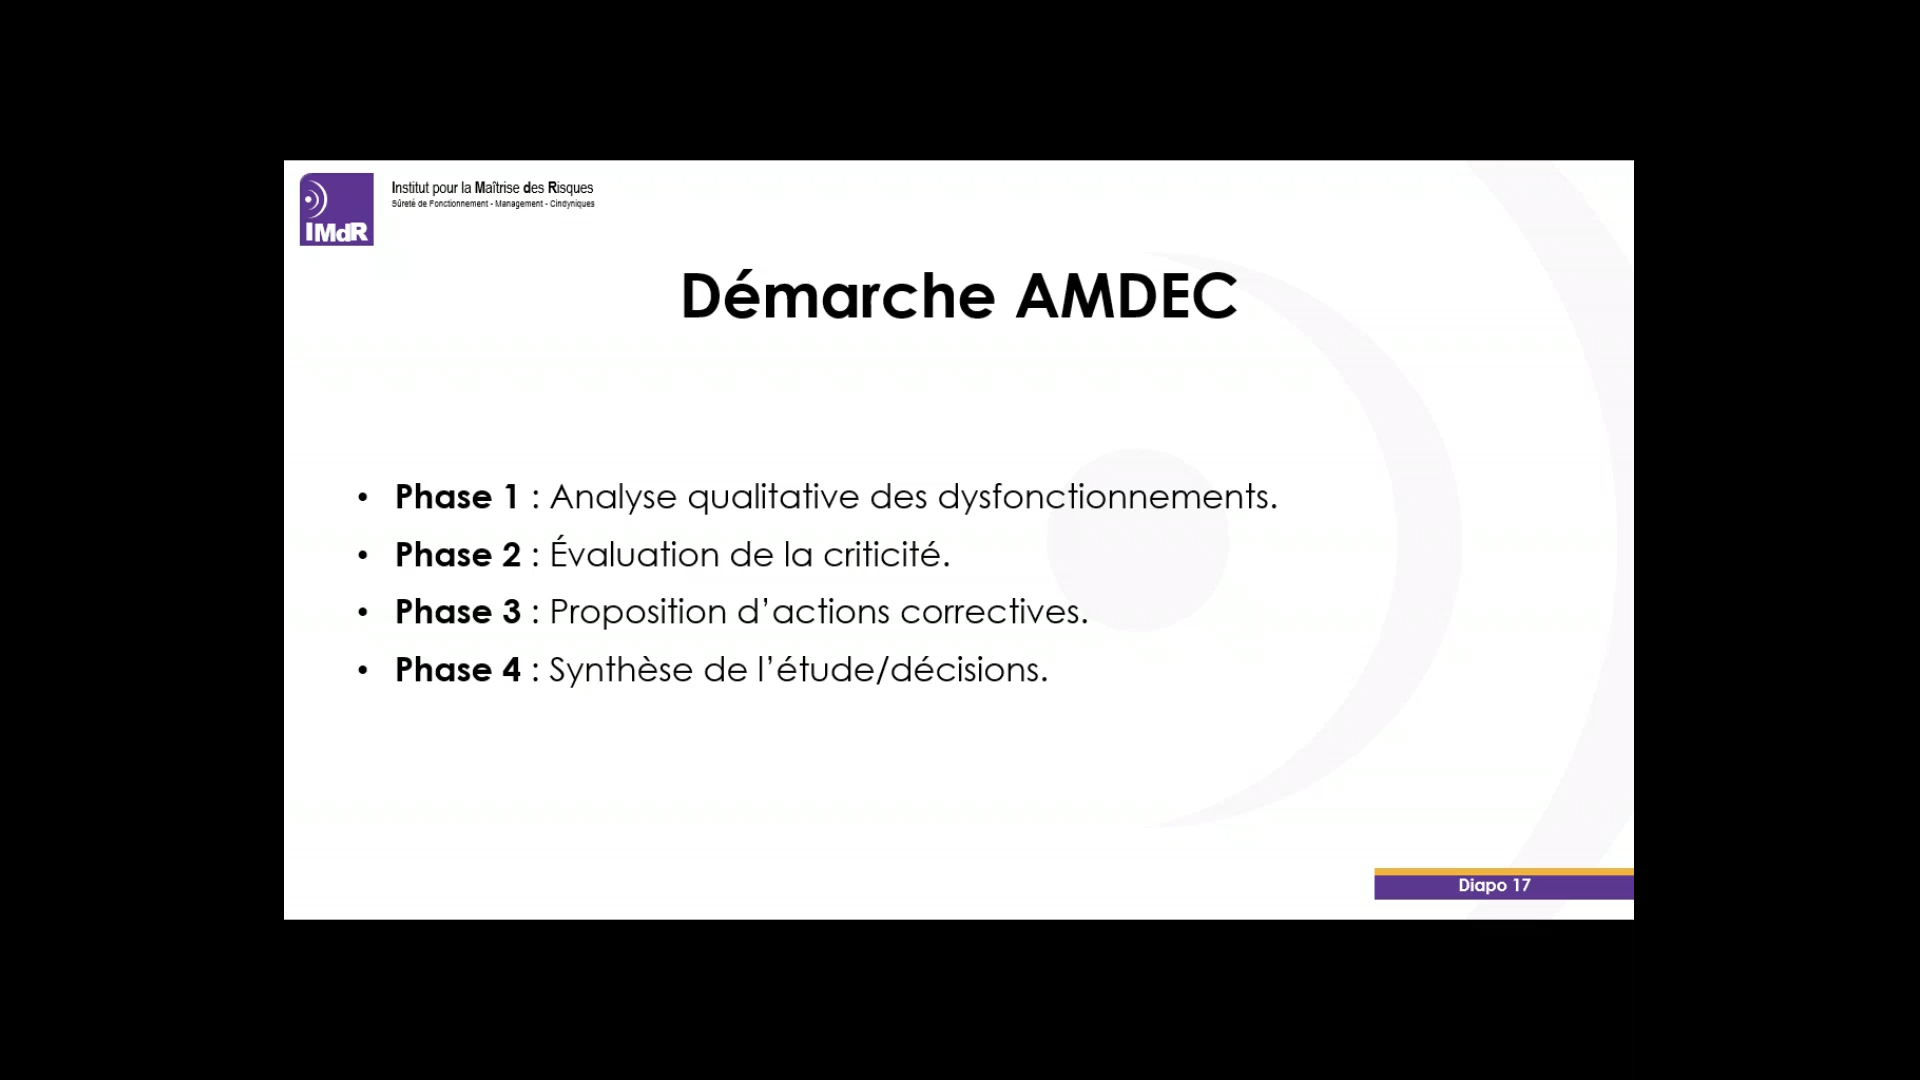 Institut pour la Maîtrise des Risques
Sûreté de Fonctionnement - Management - Cindyniques
IMdR
Démarche AMDEC
• Phase 1 : Analyse qualitative des dysfonctionnements.
• Phase 2 : Évaluation de la criticité.
• Phase 3 : Proposition d’actions correctives.
• Phase 4 : Synthèse de l’étude/décisions.
Diapo 17